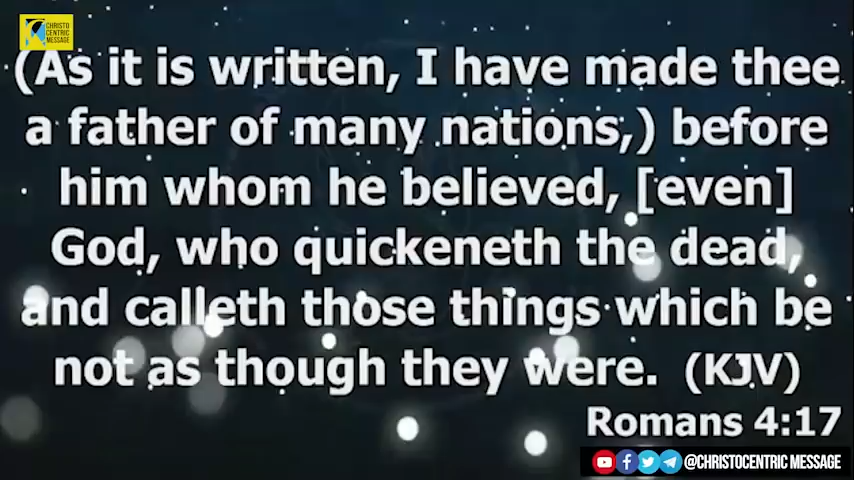 CHRISTO
CENTRIC
MESSAGE
(As it is written, I have made thee
a father of many nations,) before
him whom he believed, [even]
God, who quickeneth the dead,
and calleth those things which be
not as though they were. (KJV)
Romans 4:17
@CHRISTOCENTRIC MESSAGE